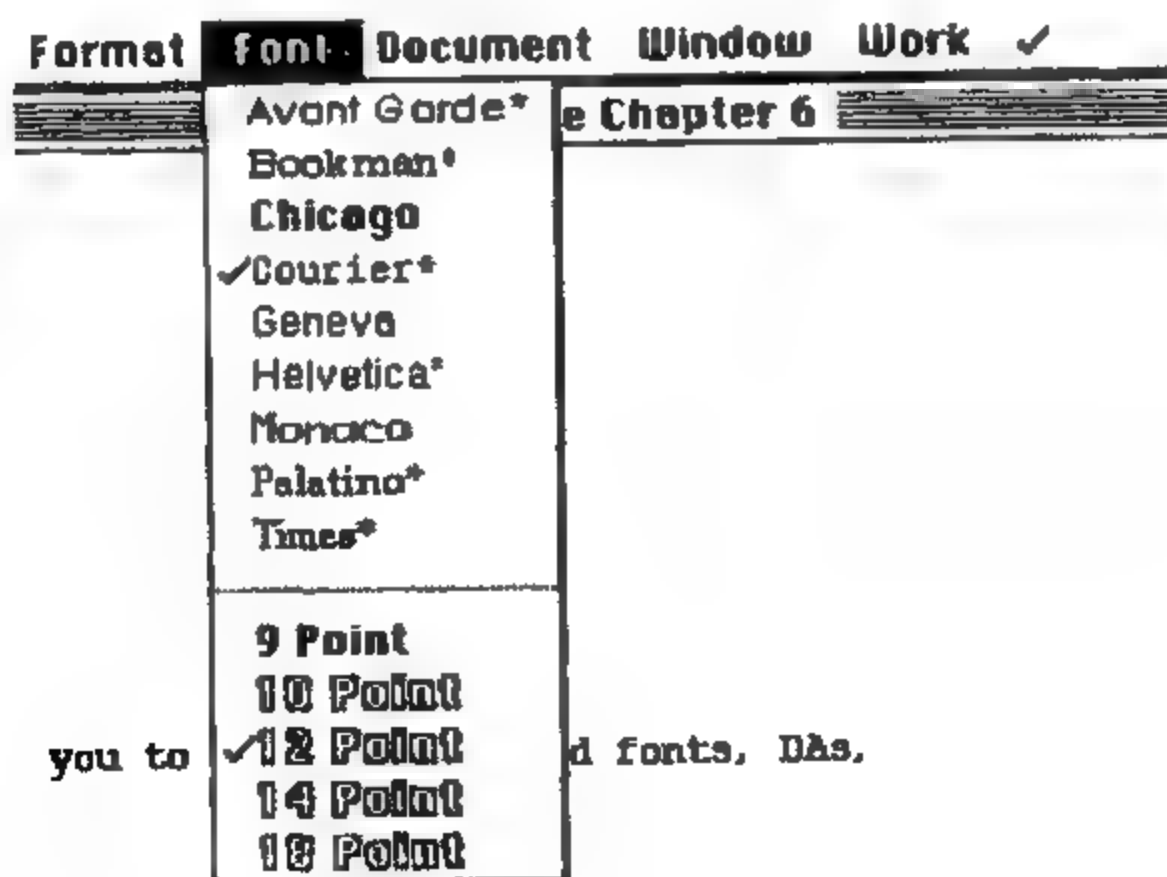 Format Font Document Window Work ✓
e Chapter 6
Avant Garde*
Bookman*
Chicago
✓Courier*
Geneva
Helvetica*
Monaco
Palatino*
Times*
9 Point
10 Point
✓12 Point
14 Point
18 Point
you to d fonts, DAs,